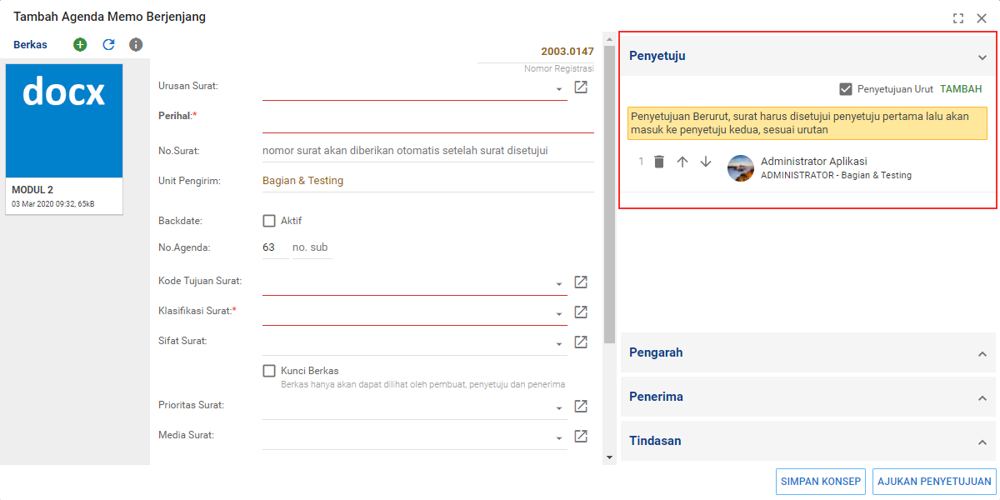 Tambah Agenda Memo Berjenjang
Berkas
docx
MODUL 2
03 Mar 2020 09:32, 65kB
2003.0147
Nomor Registrasi
Urusan Surat:
Perihal:*
No.Surat: nomor surat akan diberikan otomatis setelah surat disetujui
Unit Pengirim: Bagian & Testing
Backdate: Aktif
No.Agenda: 63 no. sub
Kode Tujuan Surat:
Klasifikasi Surat:*
Sifat Surat:
Kunci Berkas
Berkas hanya akan dapat dilihat oleh pembuat, penyetuju dan penerima
Prioritas Surat:
Media Surat:
Penyetuju
Penyetujuan Urut TAMBAH
Penyetujuan Berurut, surat harus disetujui penyetuju pertama lalu akan
masuk ke penyetuju kedua, sesuai urutan
1 Administrator Aplikasi
ADMINISTRATOR - Bagian & Testing
Pengarah
Penerima
Tindasan
SIMPAN KONSEP AJUKAN PENYETUJUAN